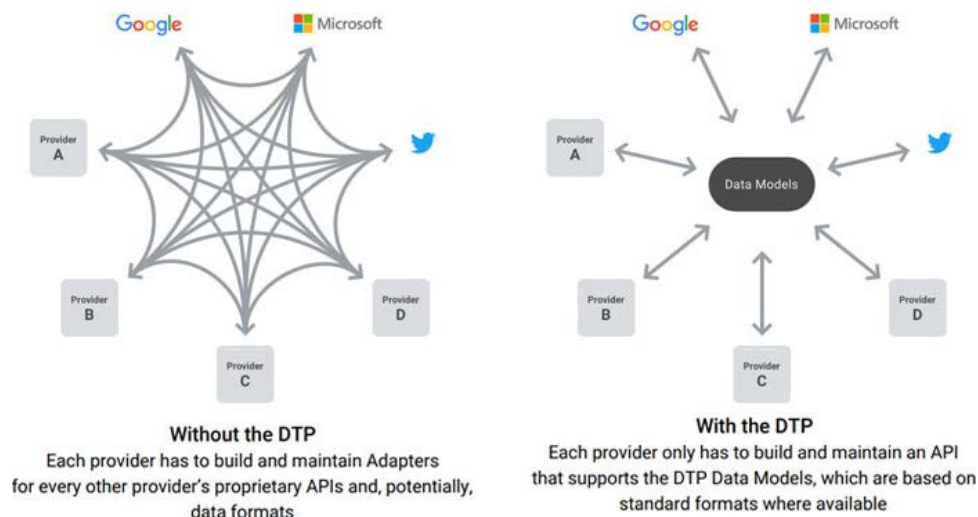 Google
Microsoft
Provider
A
Provider
B
Provider
C
Provider
D
Without the DTP
Each provider has to build and maintain Adapters
for every other provider's proprietary APIs and, potentially,
data formats
Google
Microsoft
Provider
A
Data Models
Provider
B
Provider
C
Provider
D
With the DTP
Each provider only has to build and maintain an API
that supports the DTP Data Models, which are based on
standard formats where available